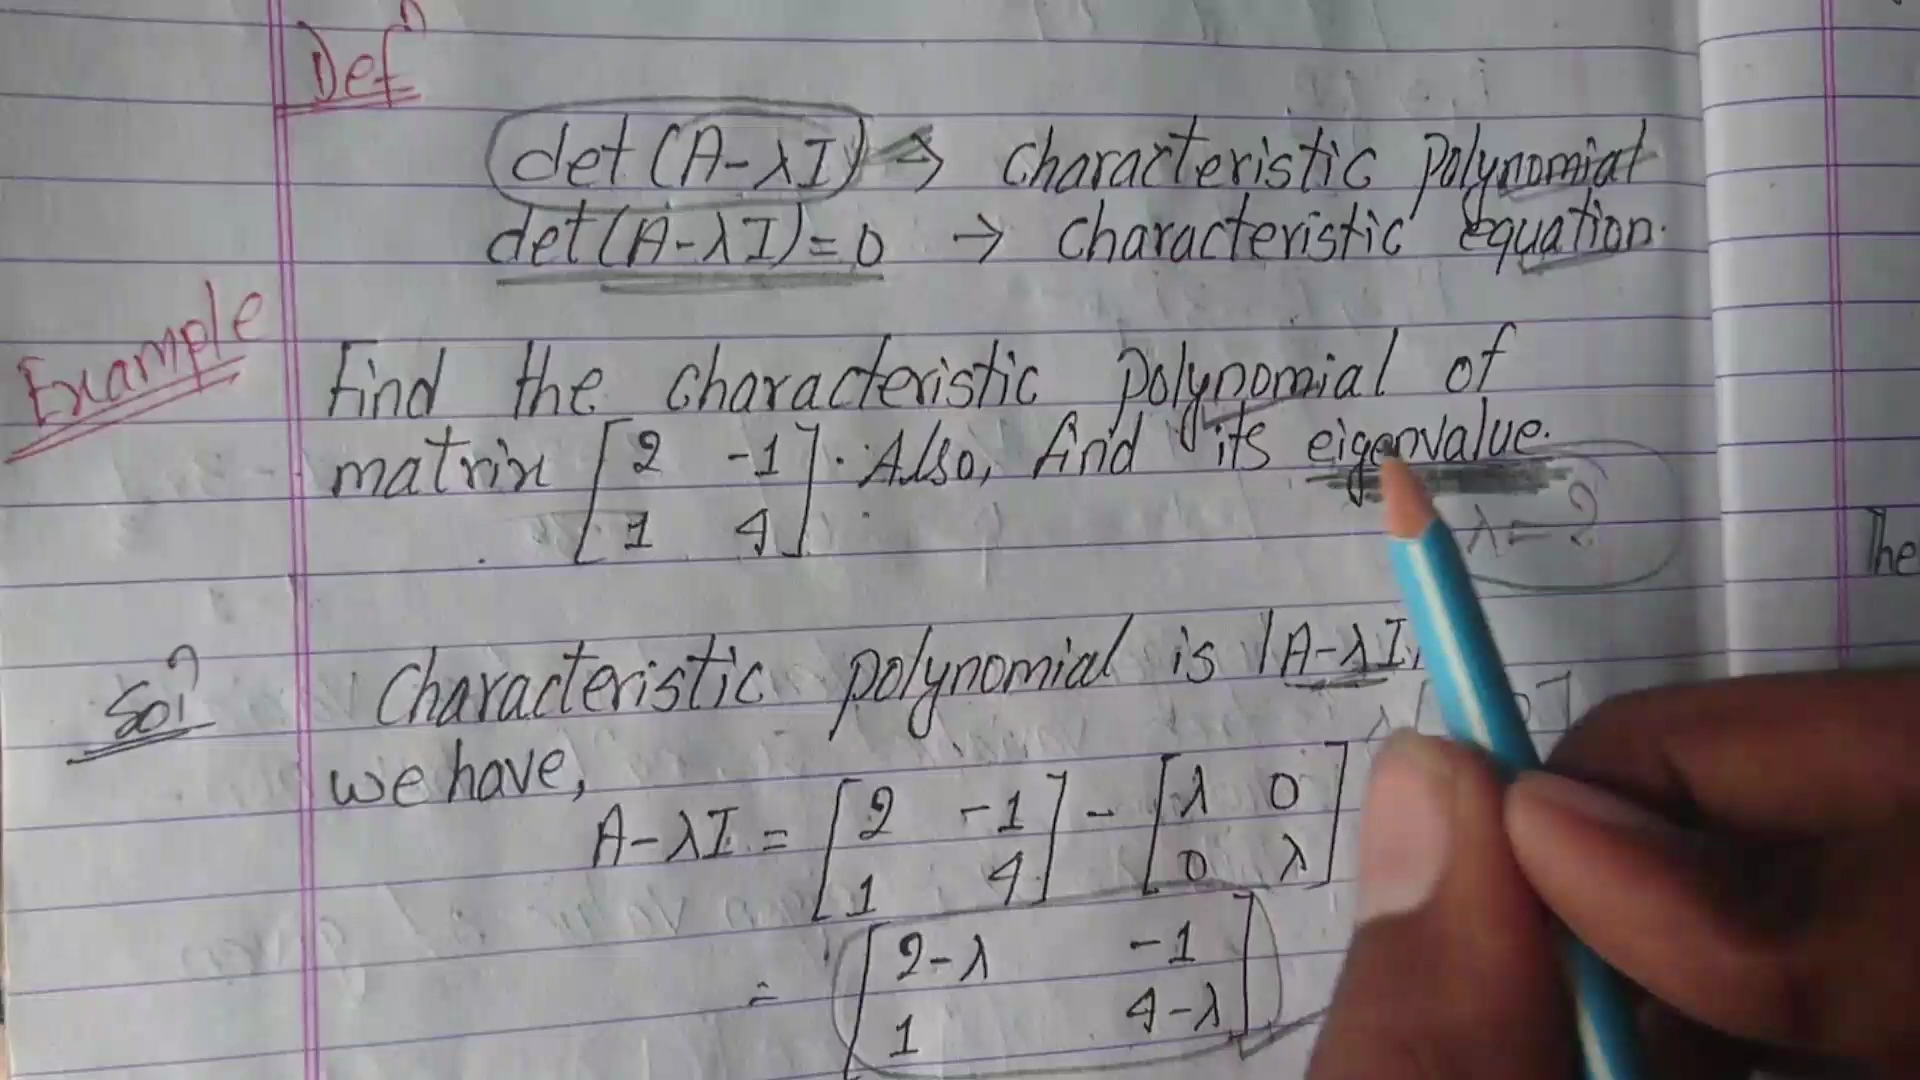 Defⁿ
det(A-λI) → characteristic polynomial
det(A-λI)=0 → characteristic equation.
Example
Find the characteristic polynomial of
matrix [2 -1
1 4]. Also, find its eigenvalue.
λ=?
The
Solⁿ
Characteristic polynomial is |A-λI|
we have,
A-λI = [2 -1
1 4] - [λ 0
0 λ]
= [2-λ -1
1 4-λ]